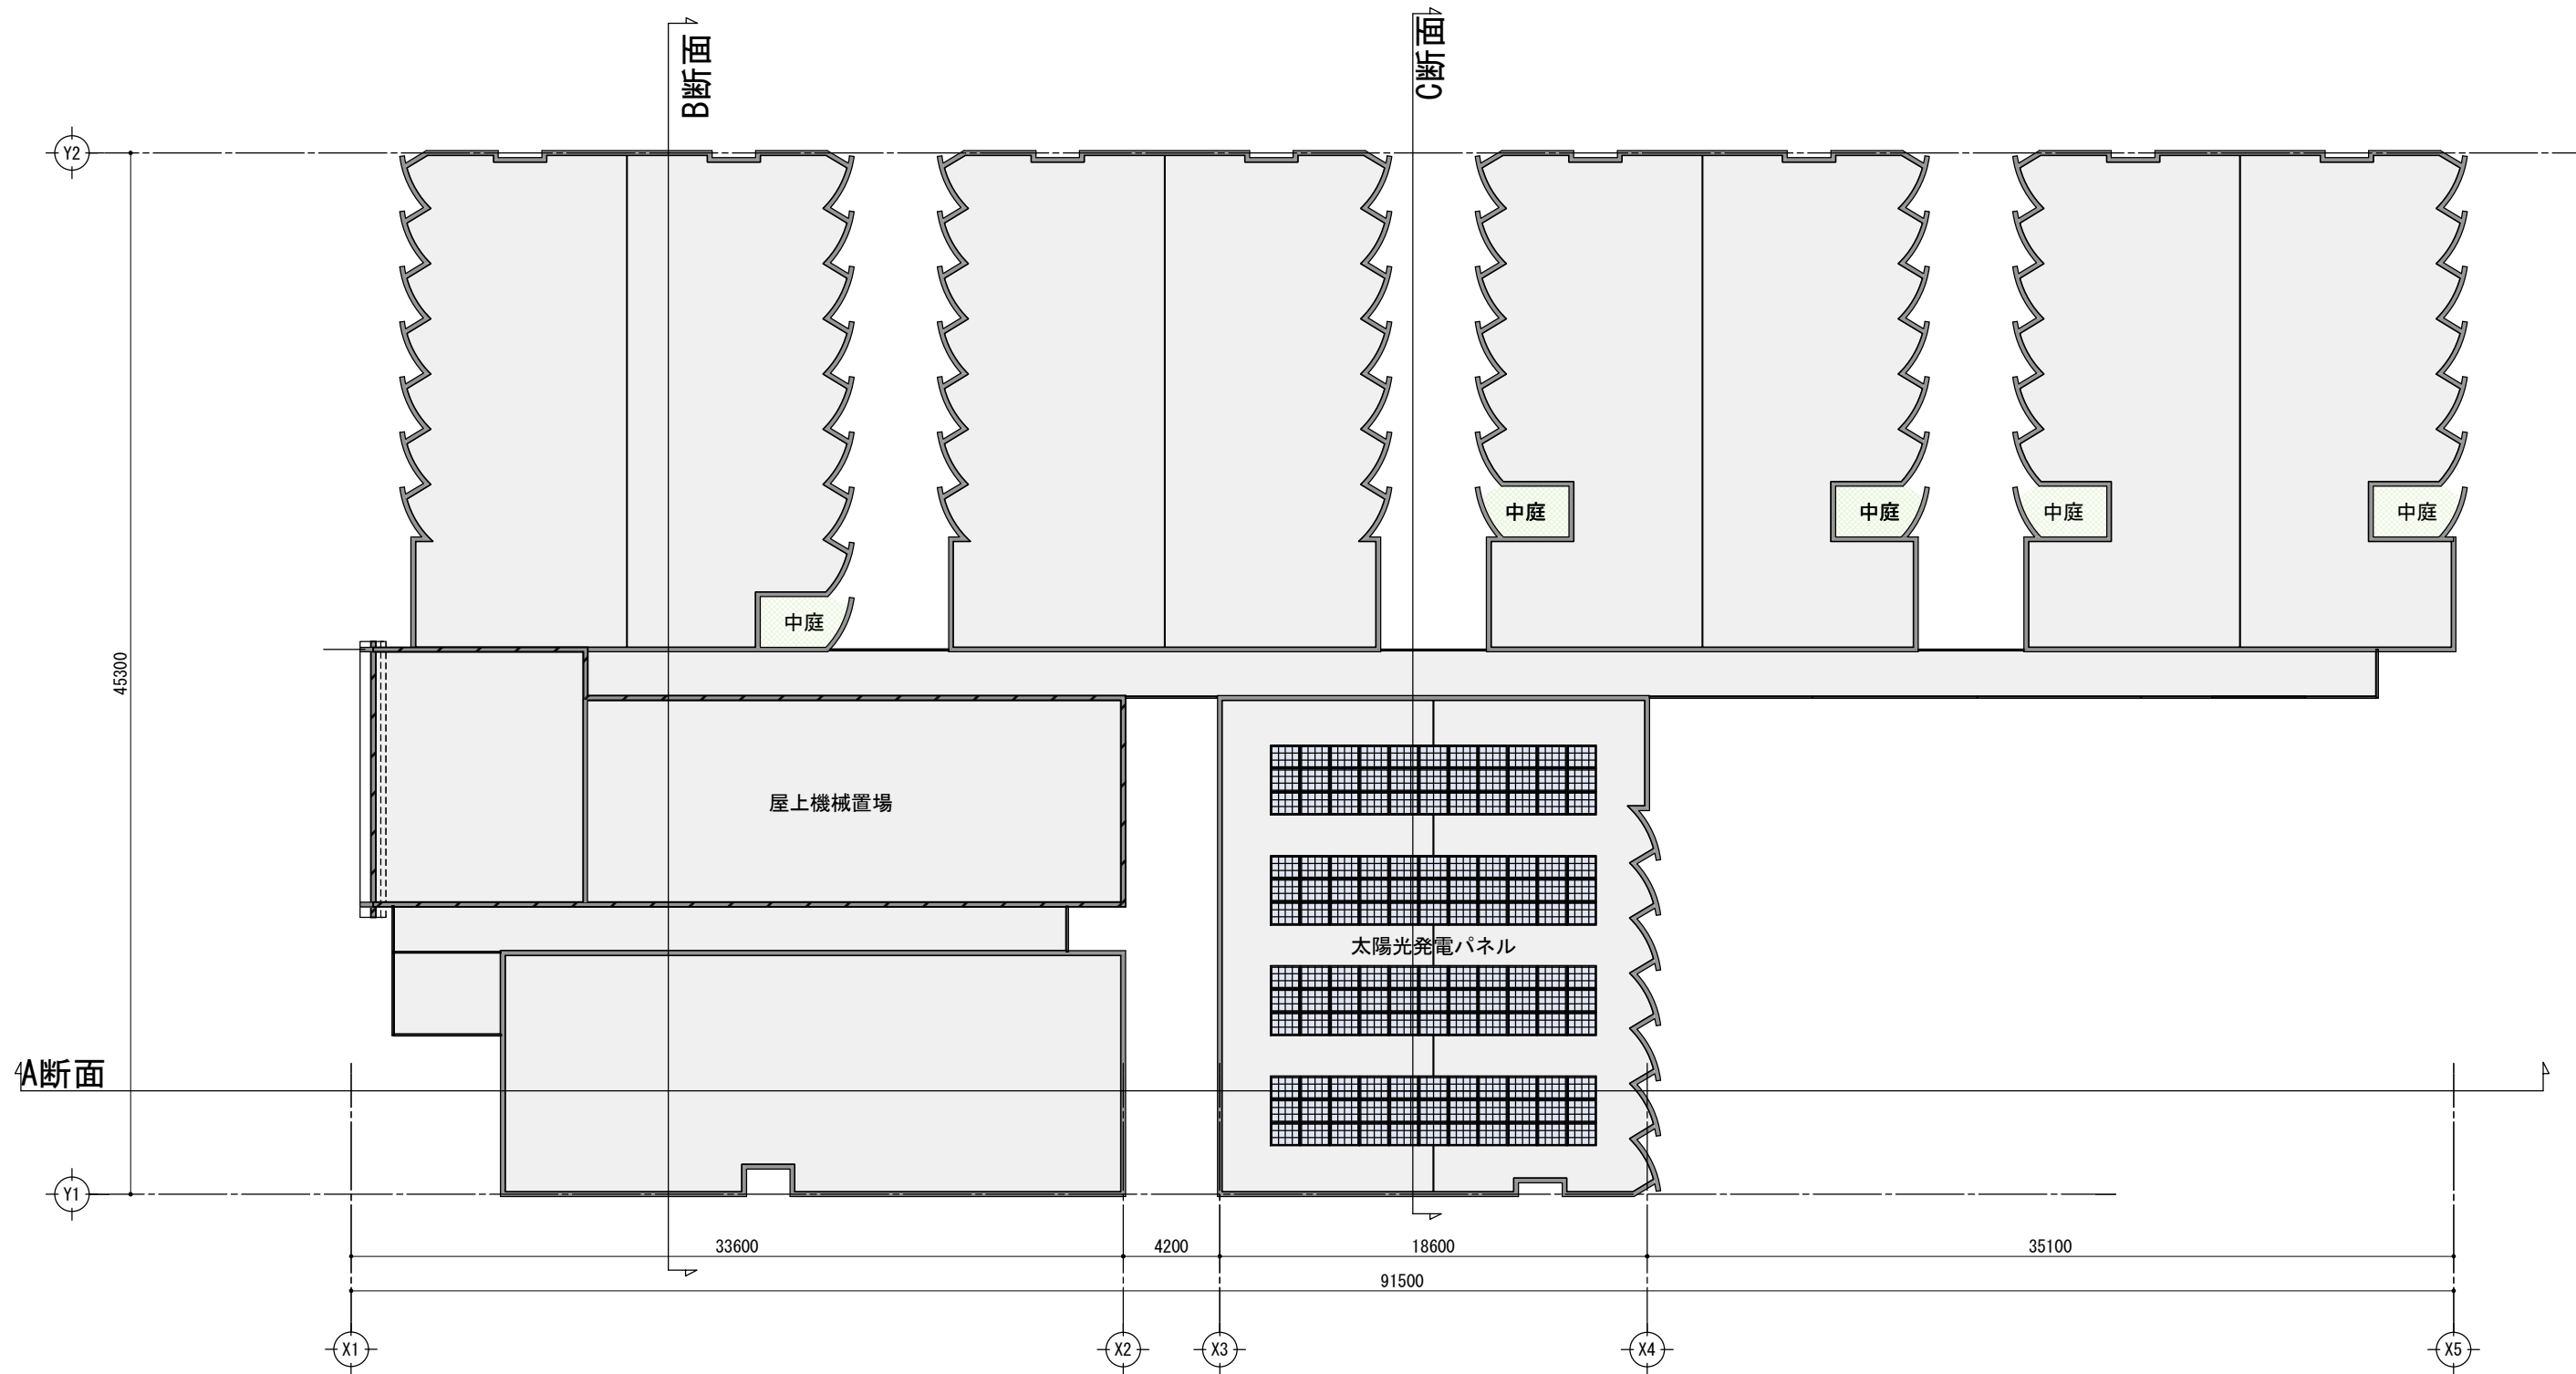 B断面
C断面
Y2
中庭
中庭
中庭
中庭
中庭
45300
屋上機械置場
太陽光発電パネル
A断面
Y1
33600
4200
18600
35100
91500
X1
X2
X3
X4
X5